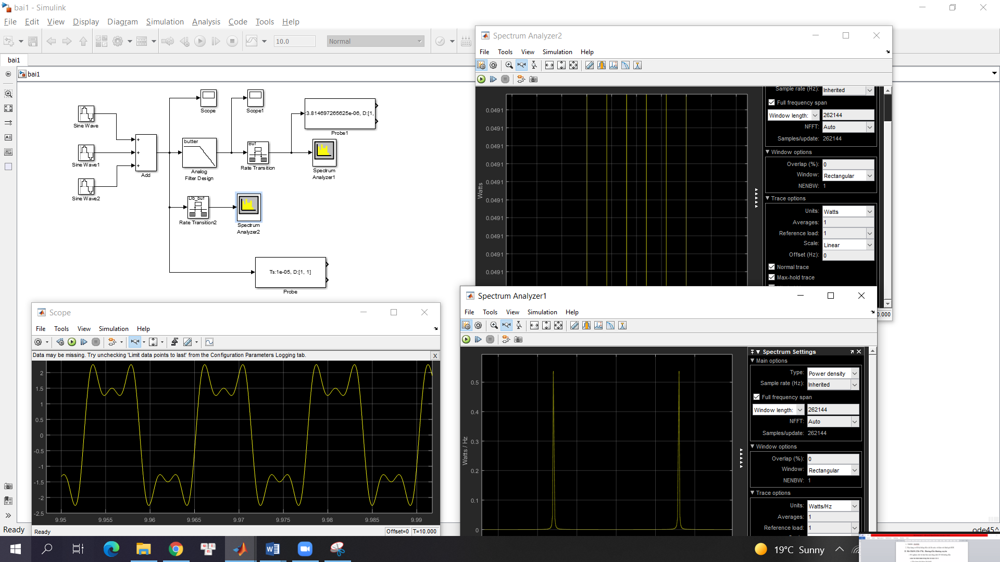 bai1 - Simulink
File Edit View Display Diagram Simulation Analysis Code Tools Help
10.0 Normal
bai1
bai1
Scope
Scope1
Sine Wave
Sine Wave1
Sine Wave2
Add
butter
Analog
Filter Design
Buf
Rate Transition
:3.814697265625e-06, D:[1,
Probe1
Spectrum
Analyzer1
Db_buf
Rate Transition2
Spectrum
Analyzer2
Ts:1e-05, D:[1, 1]
Probe
Spectrum Analyzer2
File Tools View Simulation Help
Watts
0.0491
0.0491
0.0491
0.0491
0.0491
0.0491
0.0491
0.0491
0.0491
0.0491
Sample rate (Hz): Inherited
Full frequency span
Window length: 262144
NFFT: Auto
Samples/update: 262144
Window options
Overlap (%): 0
Window: Rectangular
NENBW: 1
Trace options
Units: Watts
Averages: 1
Reference load: 1
Scale: Linear
Offset (Hz): 0
Normal trace
Max-hold trace
0.000
Scope
File Tools View Simulation Help
Data may be missing. Try unchecking 'Limit data points to last' from the Configuration Parameters Logging tab. X
2
1.5
1
0.5
0
-0.5
-1
-1.5
-2
-2.5
9.95 9.955 9.96 9.965 9.97 9.975 9.98 9.985 9.99
Ready Offset=0 T=10.000
Spectrum Analyzer1
File Tools View Simulation Help
Watts / Hz
0.5
0.4
0.3
0.2
0.1
0
Spectrum Settings
Main options
Type: Power density
Sample rate (Hz): Inherited
Full frequency span
Window length: 262144
NFFT: Auto
Samples/update: 262144
Window options
Overlap (%): 0
Window: Rectangular
NENBW: 1
Trace options
Units: Watts/Hz
Averages: 1
Reference load: 1
Ready
ode45
19°C Sunny